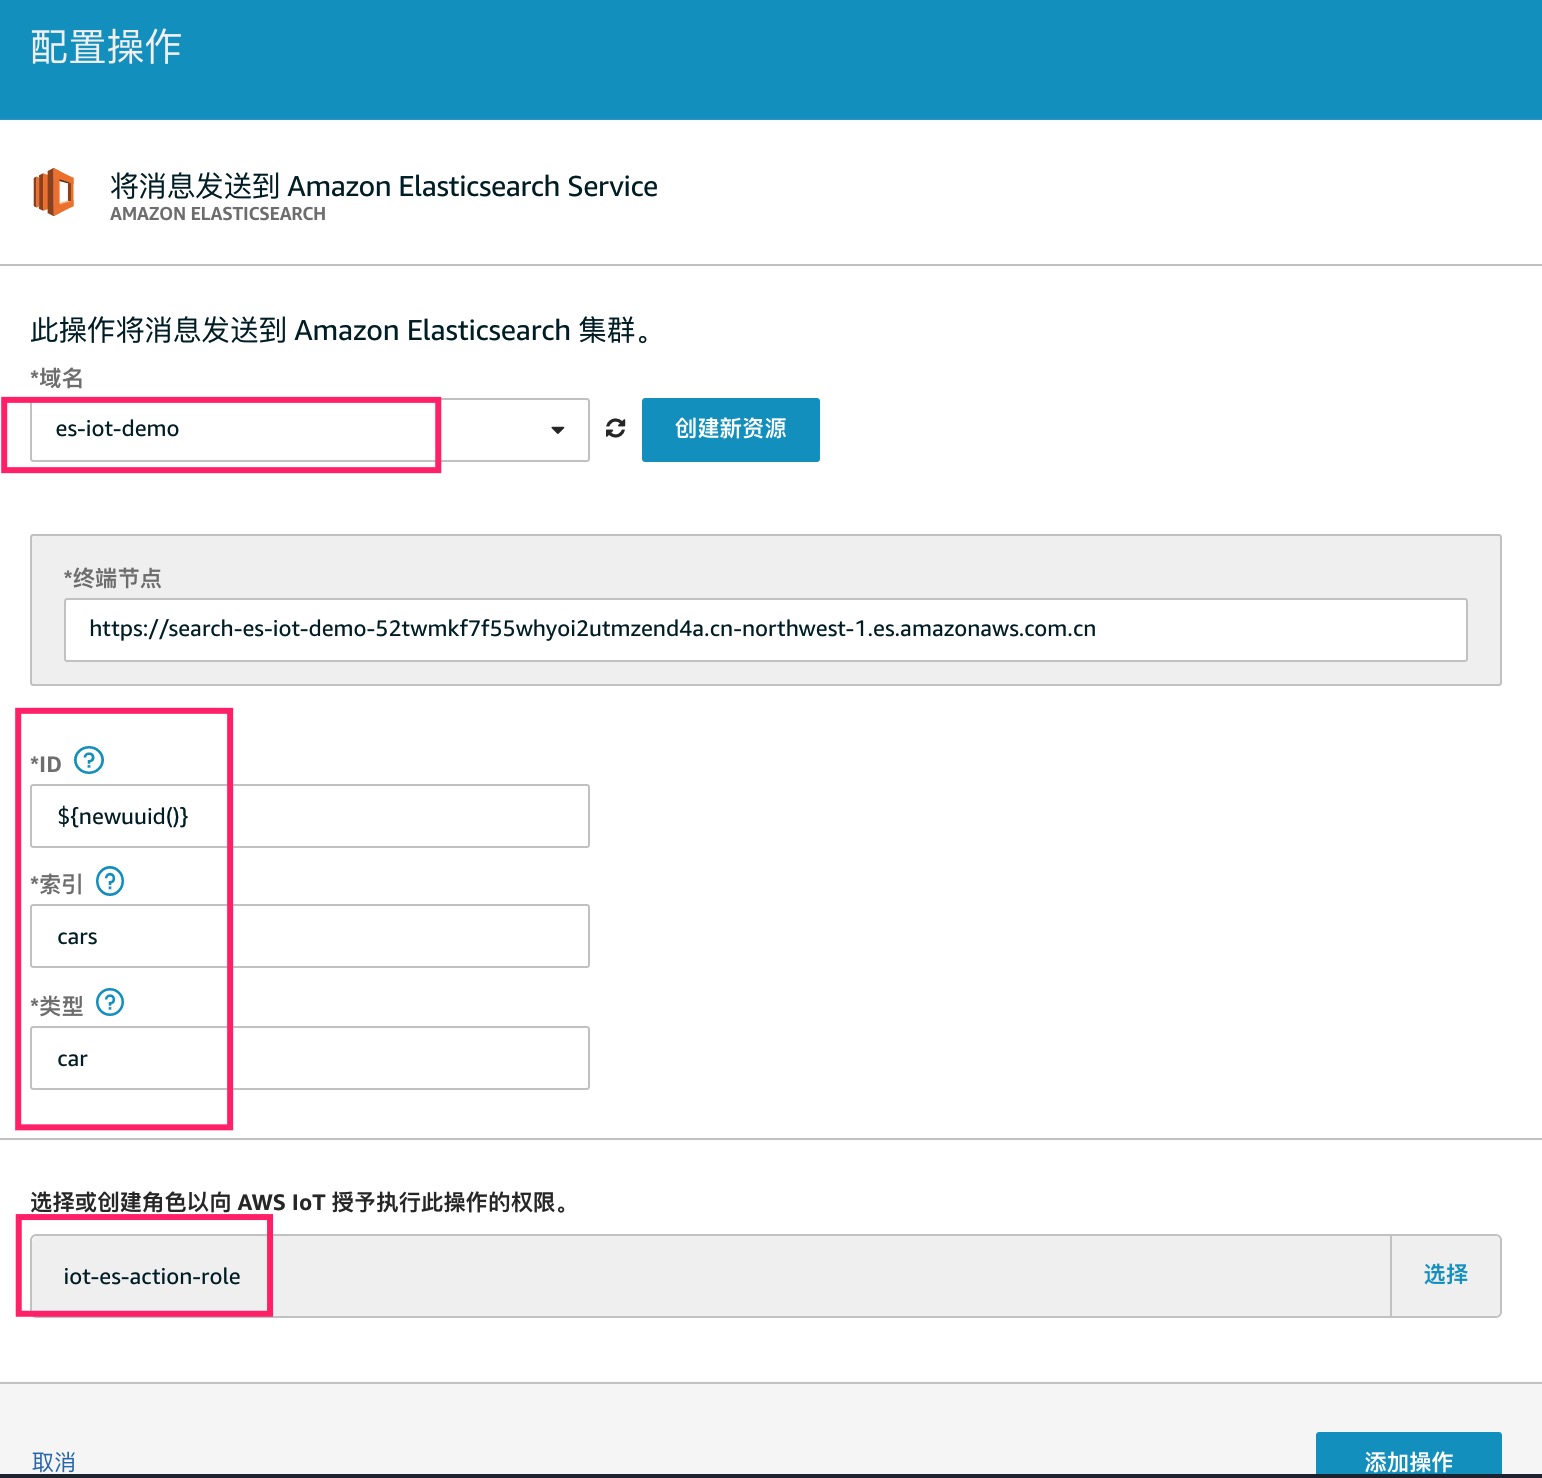 配置操作
将消息发送到 Amazon Elasticsearch Service
AMAZON ELASTICSEARCH
此操作将消息发送到 Amazon Elasticsearch 集群。
*域名
es-iot-demo
创建新资源
*终端节点
https://search-es-iot-demo-52twmkf7f55whyoi2utmzend4a.cn-northwest-1.es.amazonaws.com.cn
*ID ?
${newuuid()}
*索引 ?
cars
*类型 ?
car
选择或创建角色以向 AWS IoT 授予执行此操作的权限。
iot-es-action-role
选择
取消
添加操作